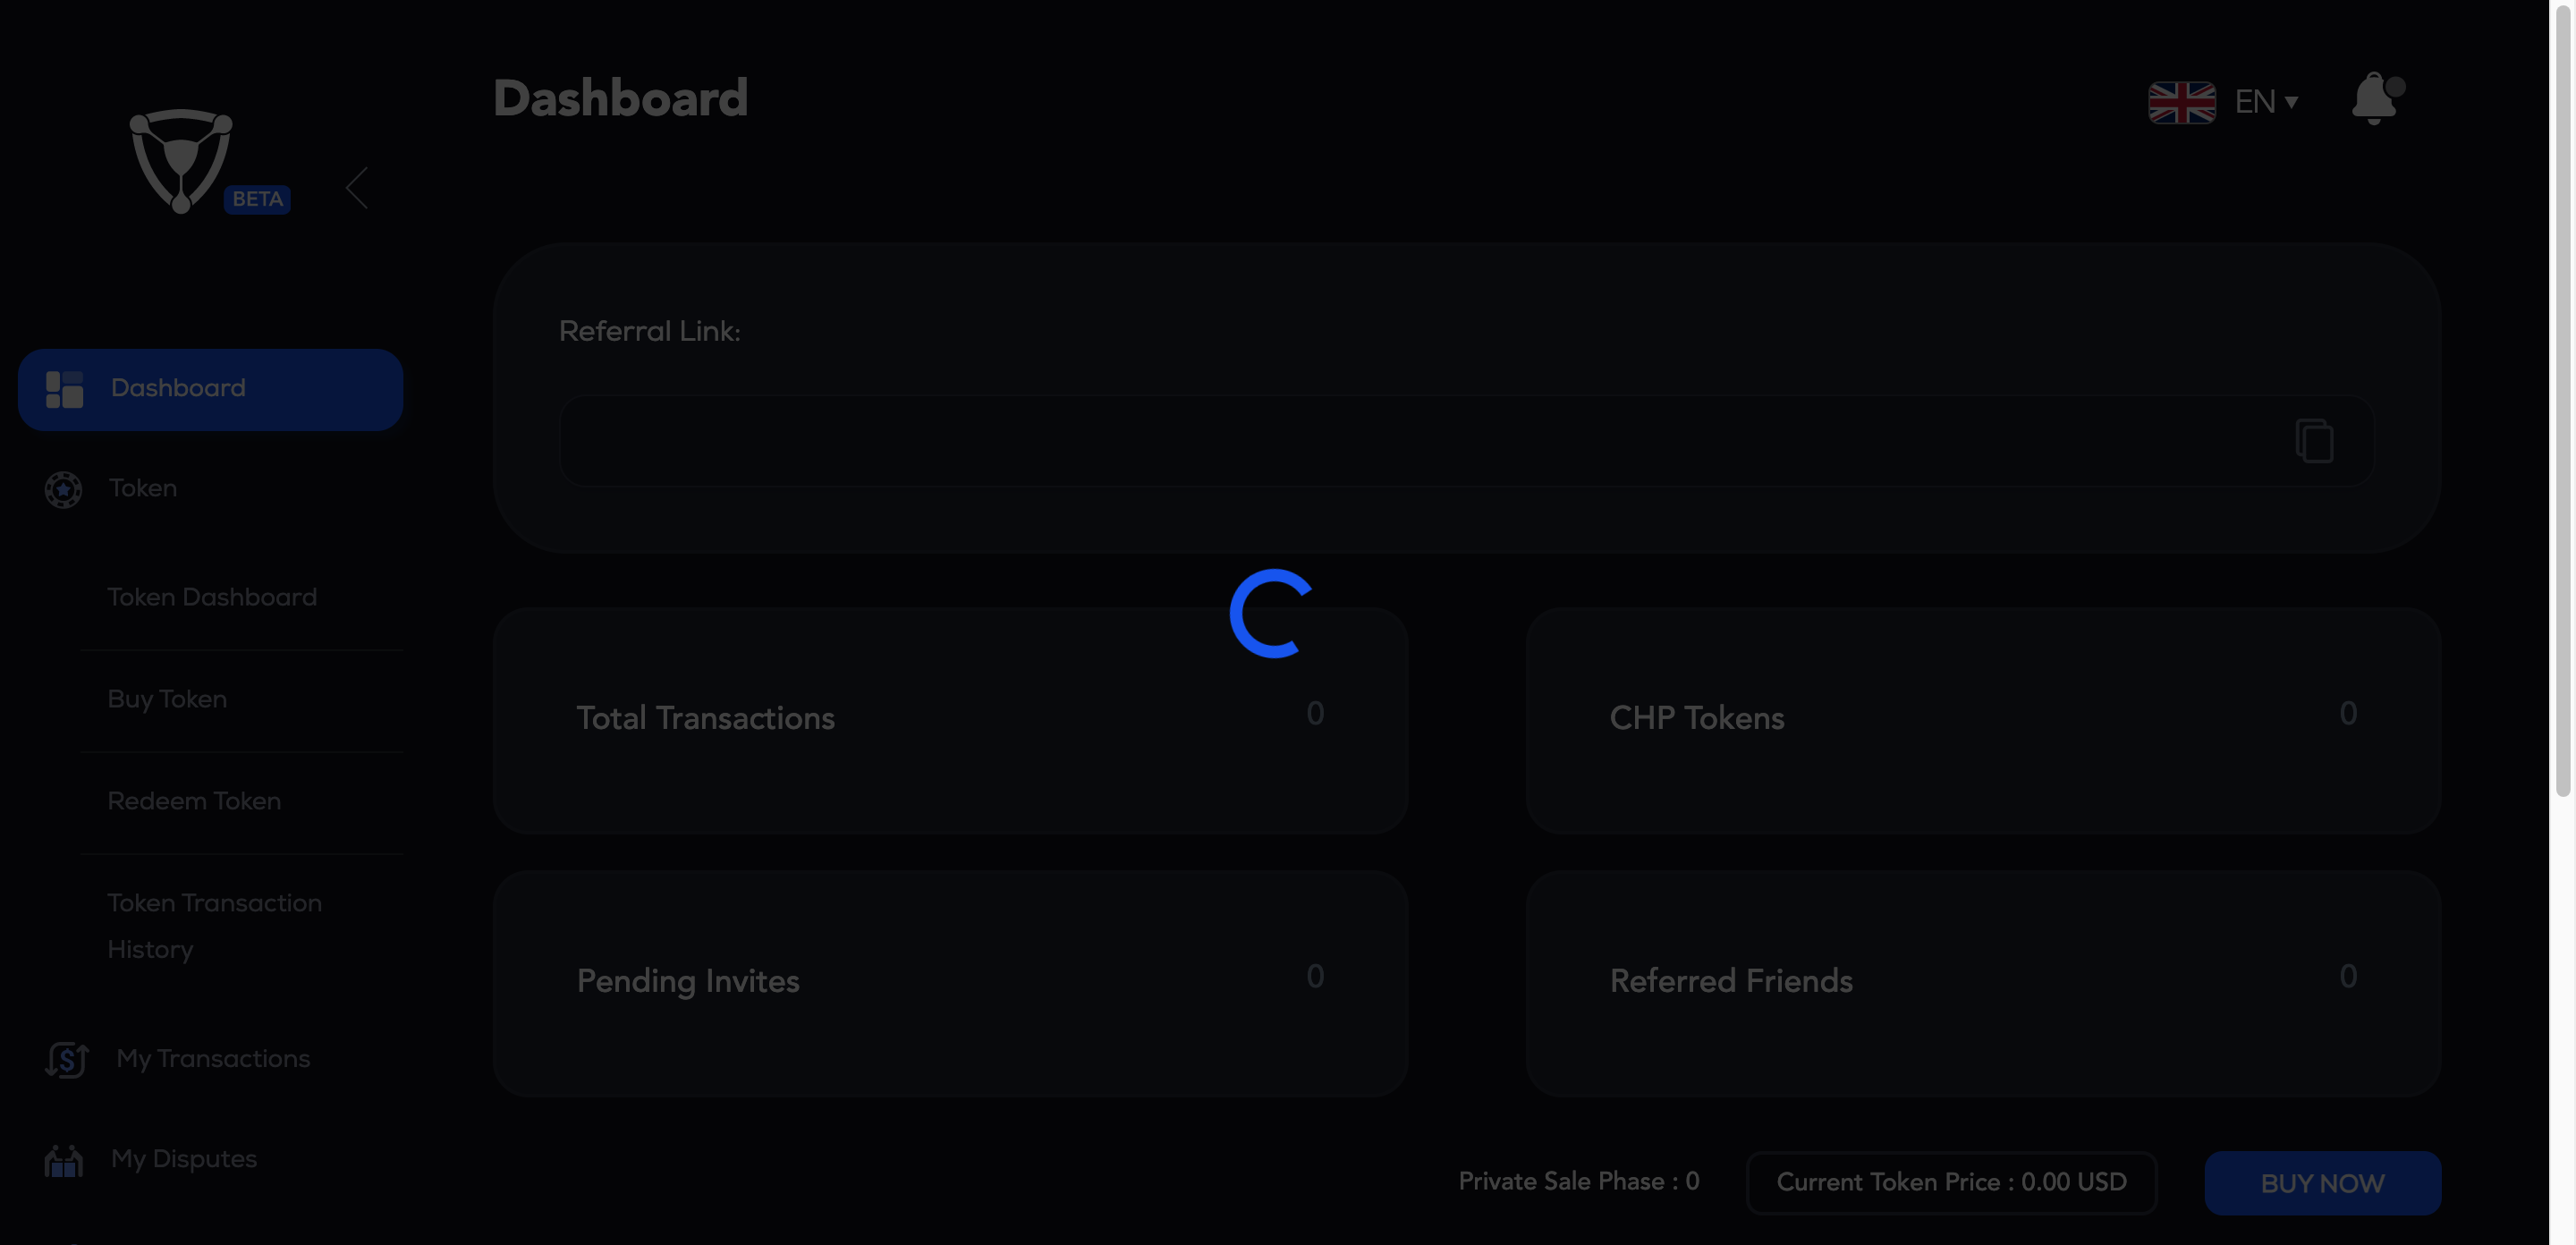 Dashboard
EN
BETA
Referral Link:
Dashboard
Token
Token Dashboard
Buy Token
Redeem Token
Token Transaction
History
My Transactions
My Disputes
Total Transactions 0
CHP Tokens 0
Pending Invites 0
Referred Friends 0
Private Sale Phase : 0
Current Token Price : 0.00 USD
BUY NOW